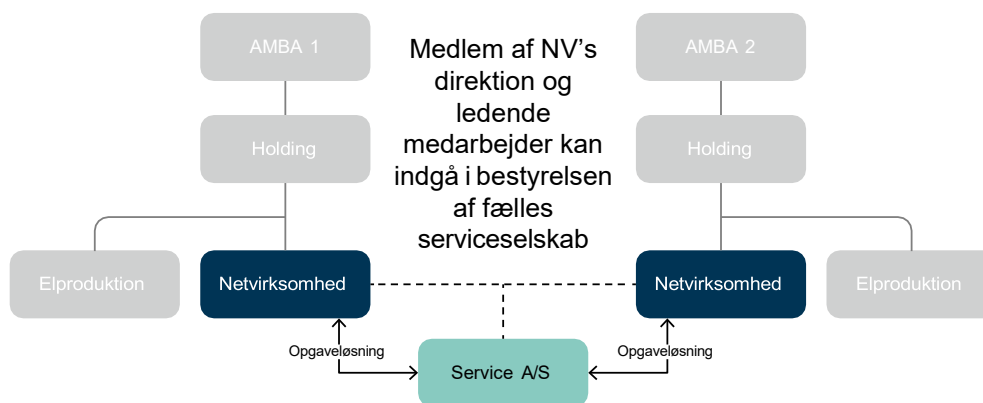 AMBA 1
Medlem af NV's
direktion og
ledende
medarbejder kan
indgå i bestyrelsen
af fælles
serviceselskab
AMBA 2
Holding
Holding
Elproduktion
Netvirksomhed
Netvirksomhed
Elproduktion
Opgaveløsning
Opgaveløsning
Service A/S